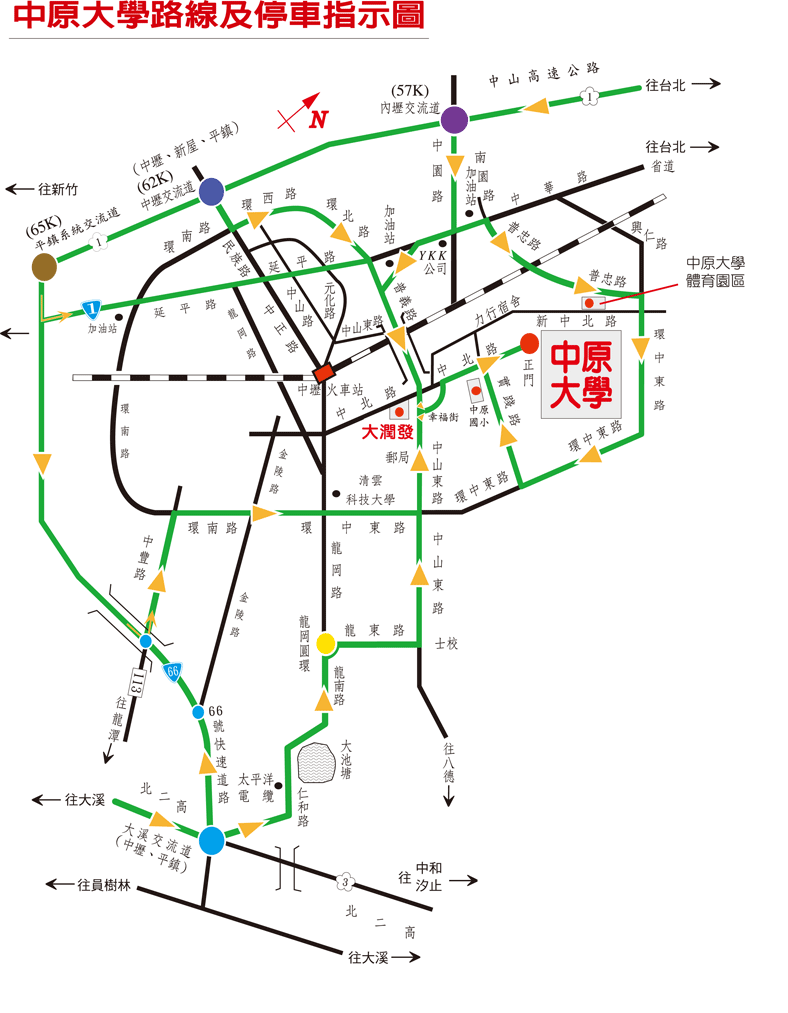 中原大學路線及停車指示圖
(57K)
內壢交流道
中山高速公路
1
往台北
往台北
省道
N
(中壢、新屋、平鎮)
(62K)
中壢交流道
往新竹
(65K)
平鎮系統交流道
1
環南路
環西路
環北路
民族路
延平路
加油站
中園路
南園路
加油站
中華路
興仁路
普忠路
普忠路
YKK
公司
中原大學
體育園區
1
加油站
延平路
龍岡路
中正路
中山路
元化路
中山東路
普義路
力行宿舍
新中北路
環中東路
中壢火車站
中北路
中北路
正門
中原
大學
中原
國小
實踐路
大潤發
幸福街
環南路
金陵路
郵局
清雲
科技大學
中山東路
環中東路
環中東路
環南路
環中東路
中豐路
金陵路
龍岡路
中山東路
龍岡圓環
龍東路
士校
113
往龍潭
66
66號快速道路
龍南路
大池塘
往八德
太平洋
電纜
仁和路
往大溪
北二高
大溪交流道
(中壢、平鎮)
往員樹林
3
往
中和
汐止
北二高
往大溪